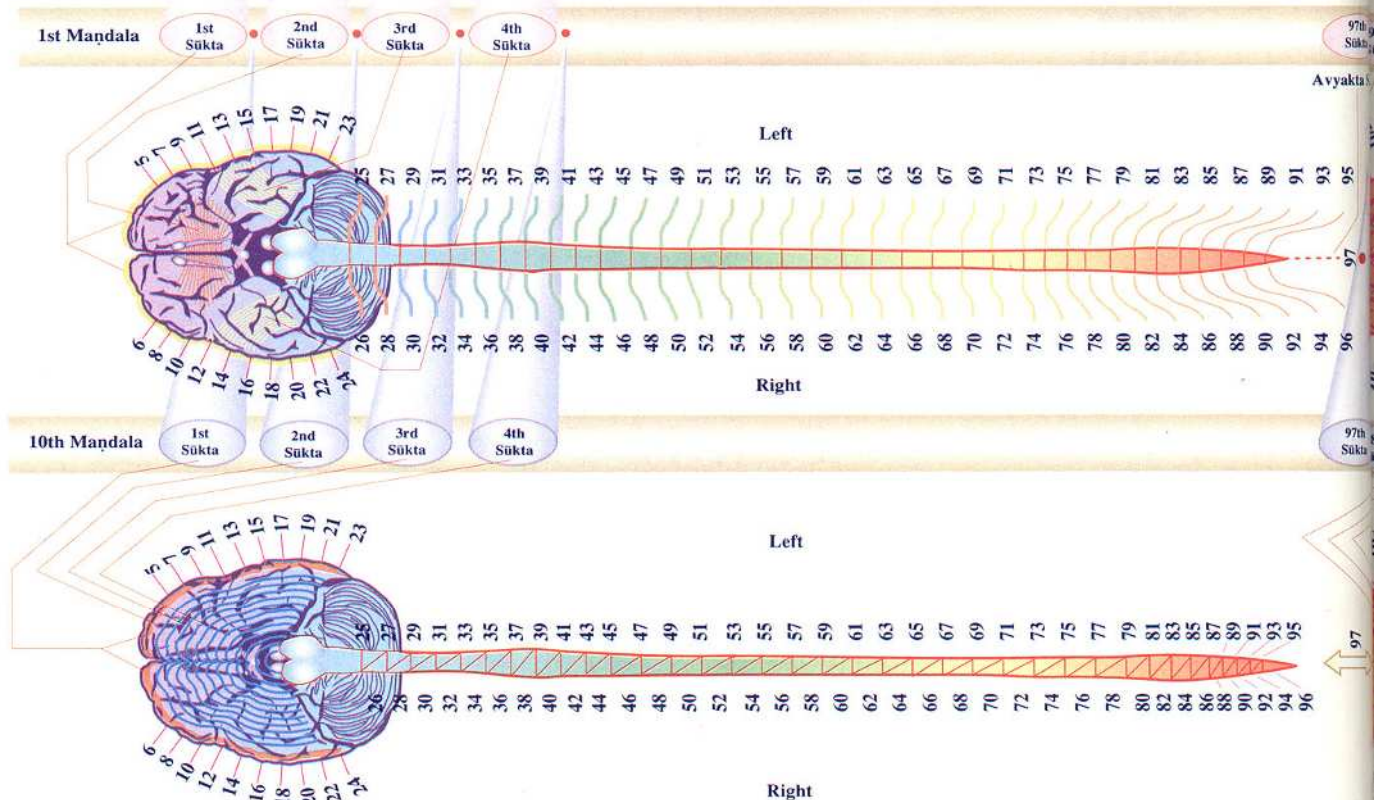 1st Maṇdala
1st
Sūkta
2nd
Sūkta
3rd
Sūkta
4th
Sūkta
97th
Sūkta
Avyakta
Left
5 7 9 11 13 15 17 19 21 23
25 27 29 31 33 35 37 39 41 43 45 47 49 51 53 55 57 59 61 63 65 67 69 71 73 75 77 79 81 83 85 87 89 91 93 95
97
6 8 10 12 14 16 18 20 22 24
26 28 30 32 34 36 38 40 42 44 46 48 50 52 54 56 58 60 62 64 66 68 70 72 74 76 78 80 82 84 86 88 90 92 94 96
Right
10th Maṇdala
1st
Sūkta
2nd
Sūkta
3rd
Sūkta
4th
Sūkta
97th
Sūkta
Left
5 7 9 11 13 15 17 19 21 23
25 27 29 31 33 35 37 39 41 43 45 47 49 51 53 55 57 59 61 63 65 67 69 71 73 75 77 79 81 83 85 87 89 91 93 95
97
6 8 10 12 14 16 18 20 22 24
26 28 30 32 34 36 38 40 42 44 46 48 50 52 54 56 58 60 62 64 66 68 70 72 74 76 78 80 82 84 86 88 90 92 94 96
Right